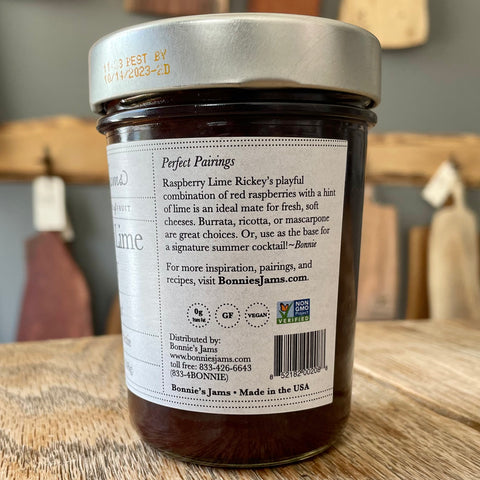 BEST BY
10/14/2023-2D
Perfect Pairings
Raspberry Lime Rickey's playful
combination of red raspberries with a hint
of lime is an ideal mate for fresh, soft
cheeses. Burrata, ricotta, or mascarpone
are great choices. Or, use as the base for
a signature summer cocktail! ~Bonnie
For more inspiration, pairings, and
recipes, visit BonniesJams.com.
0g
GF
VEGAN
NON
GMO
Project
VERIFIED
Distributed by:
Bonnie's Jams
www.bonniesjams.com
toll free: 833-426-6643
(833-4BONNIE)
Bonnie's Jams • Made in the USA